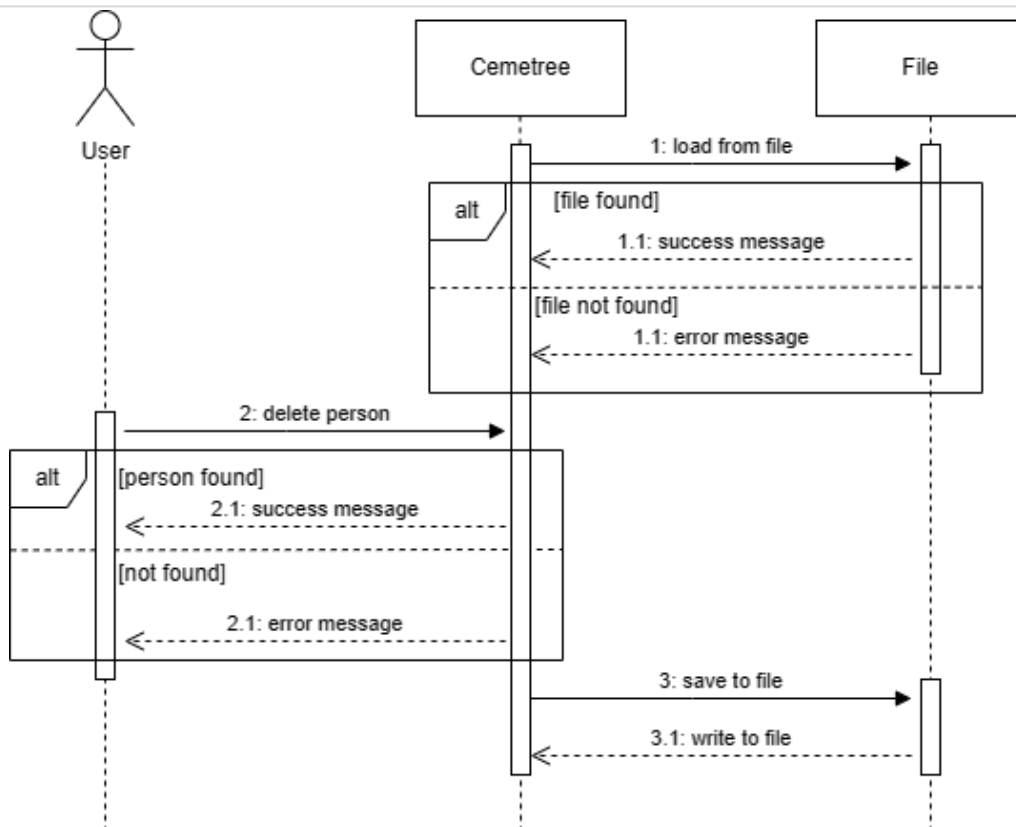 Cemetree
File
User
1: load from file
alt
[file found]
1.1: success message
[file not found]
1.1: error message
2: delete person
alt
[person found]
2.1: success message
[not found]
2.1: error message
3: save to file
3.1: write to file